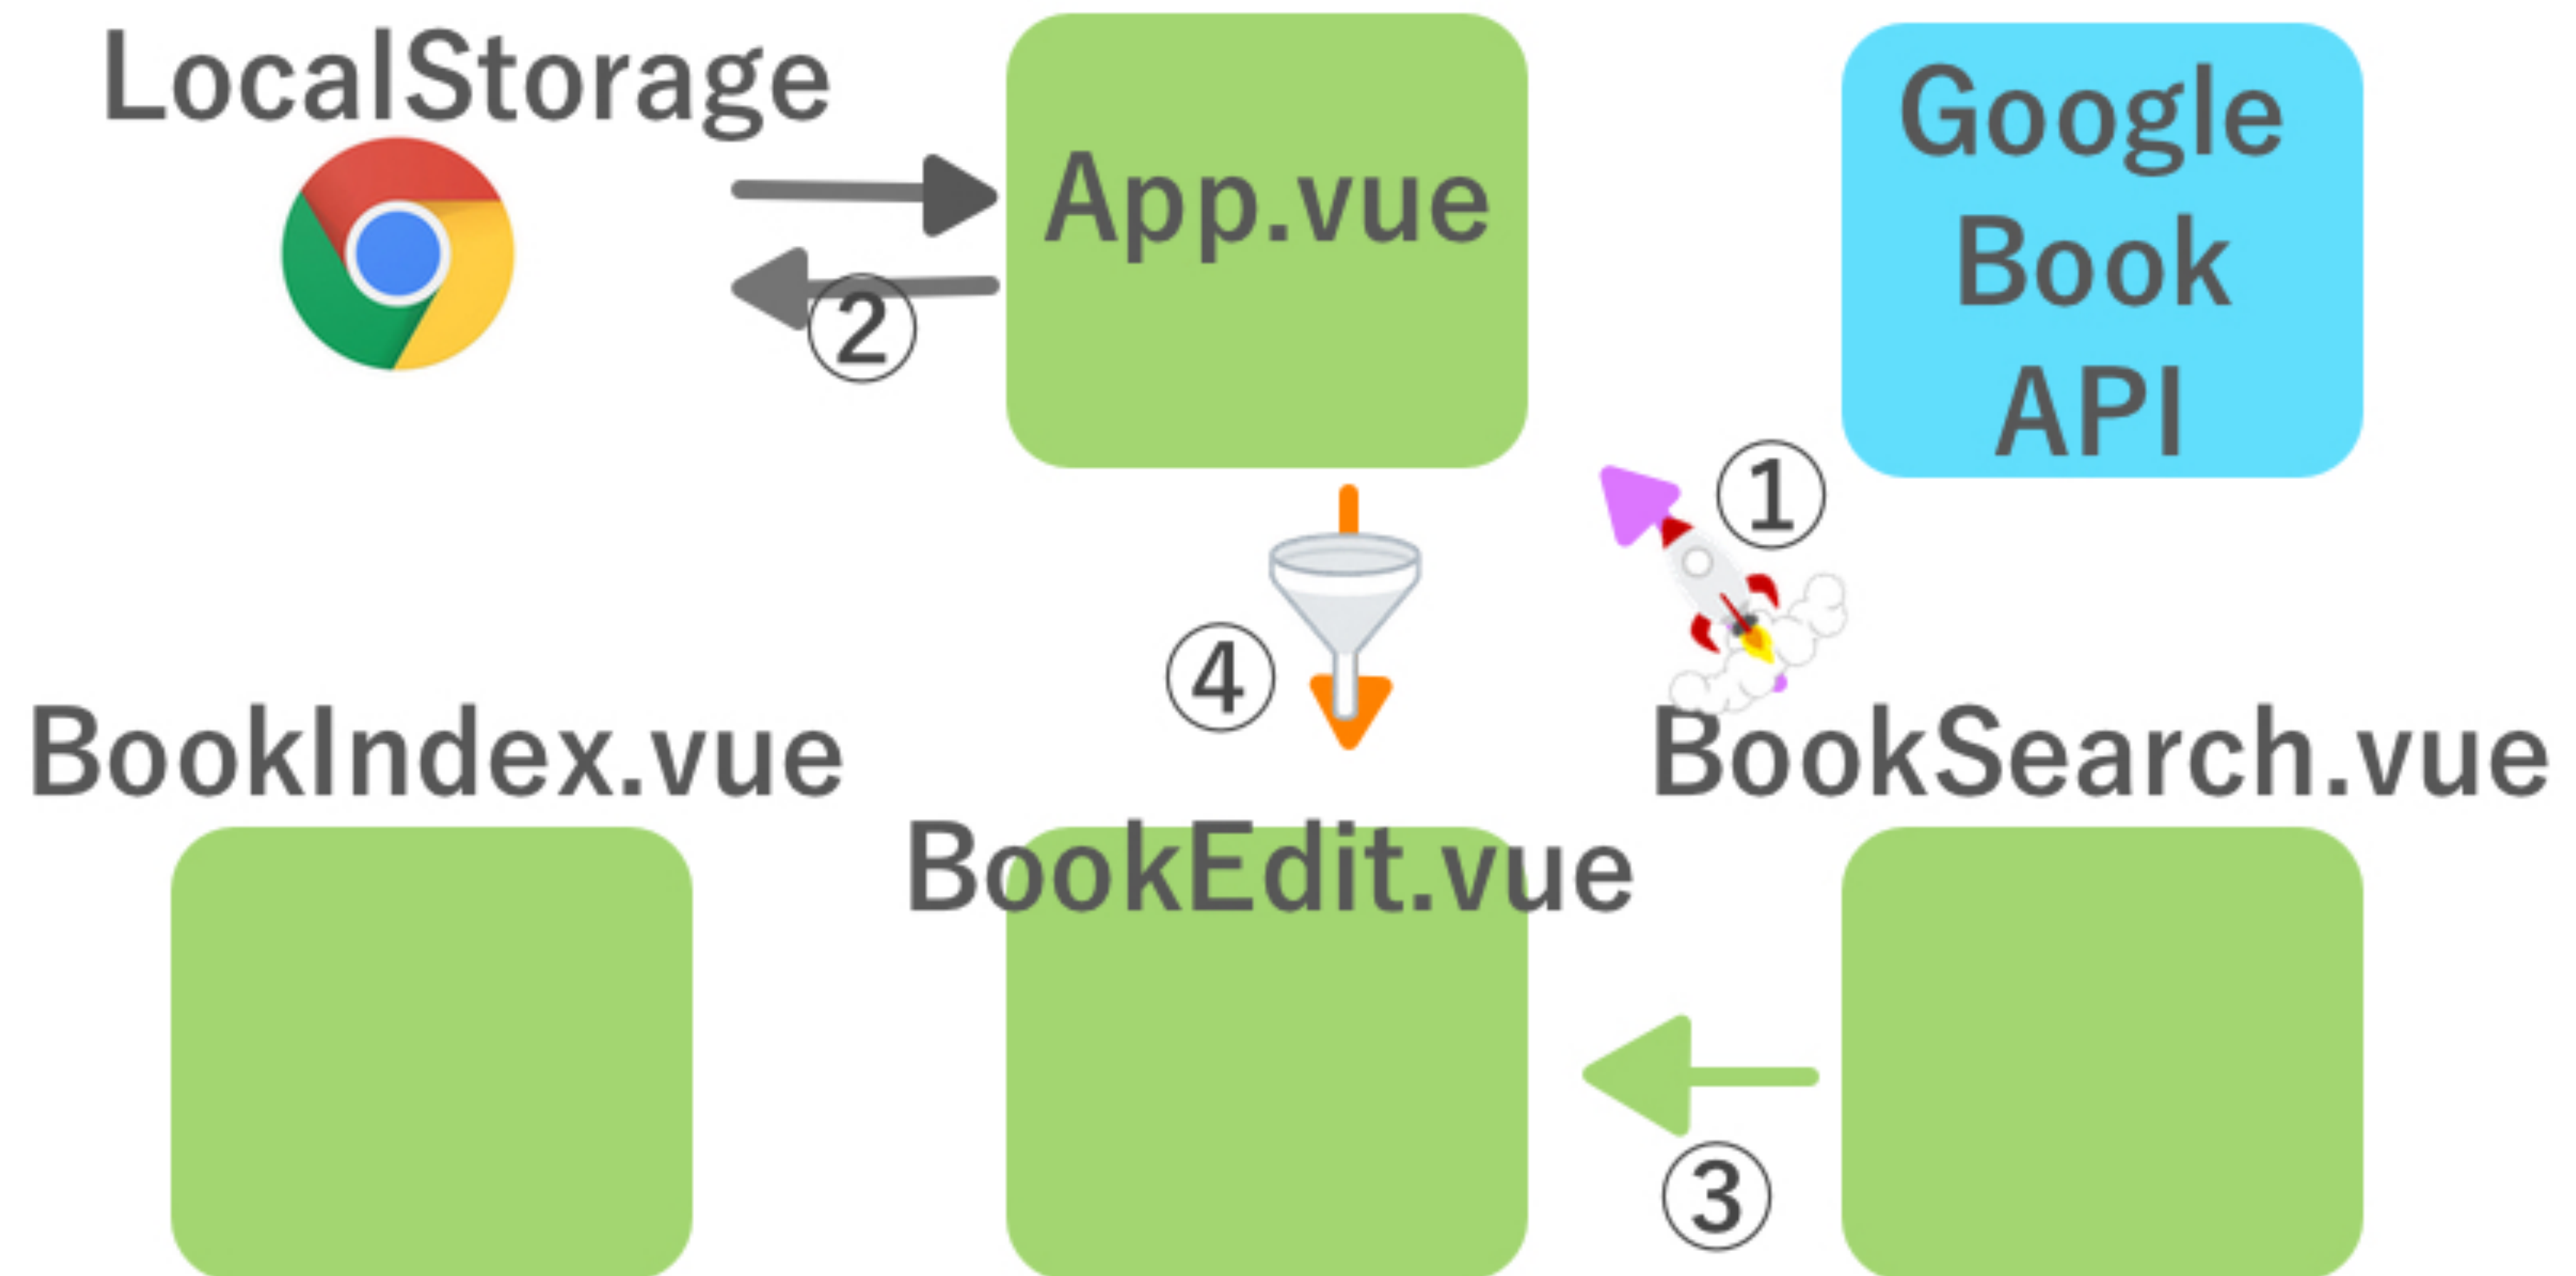 LocalStorage
App.vue
Google
Book
API
②
①
④
BookIndex.vue
BookEdit.vue
BookSearch.vue
③